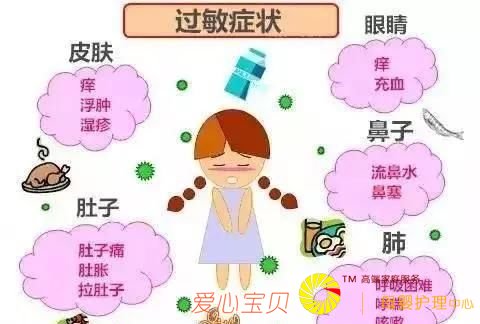 过敏症状
皮肤
痒
浮肿
湿疹
眼睛
痒
充血
鼻子
流鼻水
鼻塞
肚子
肚子痛
肚胀
拉肚子
肺
呼吸困难
咳嗽
TM 高端家庭服务
母婴护理中心
爱心宝贝